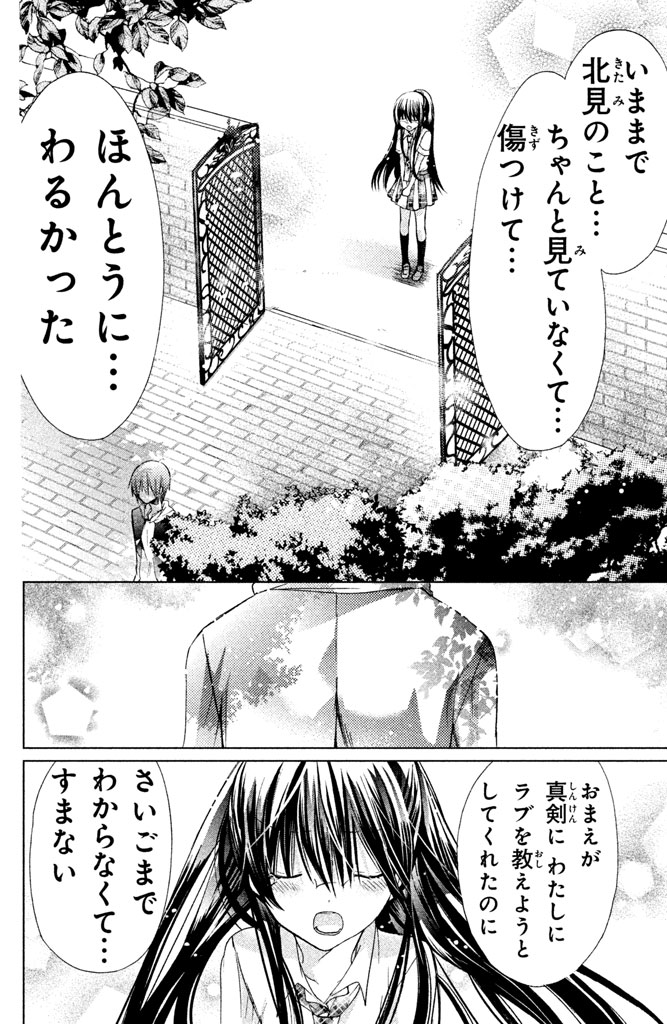 いままで
北見のこと…
ちゃんと見ていなくて…
傷つけて…
ほんとうに…
わるかった
おまえが
真剣に わたしに
ラブを教えようと
してくれたのに
さいごまで
わからなくて…
すまない